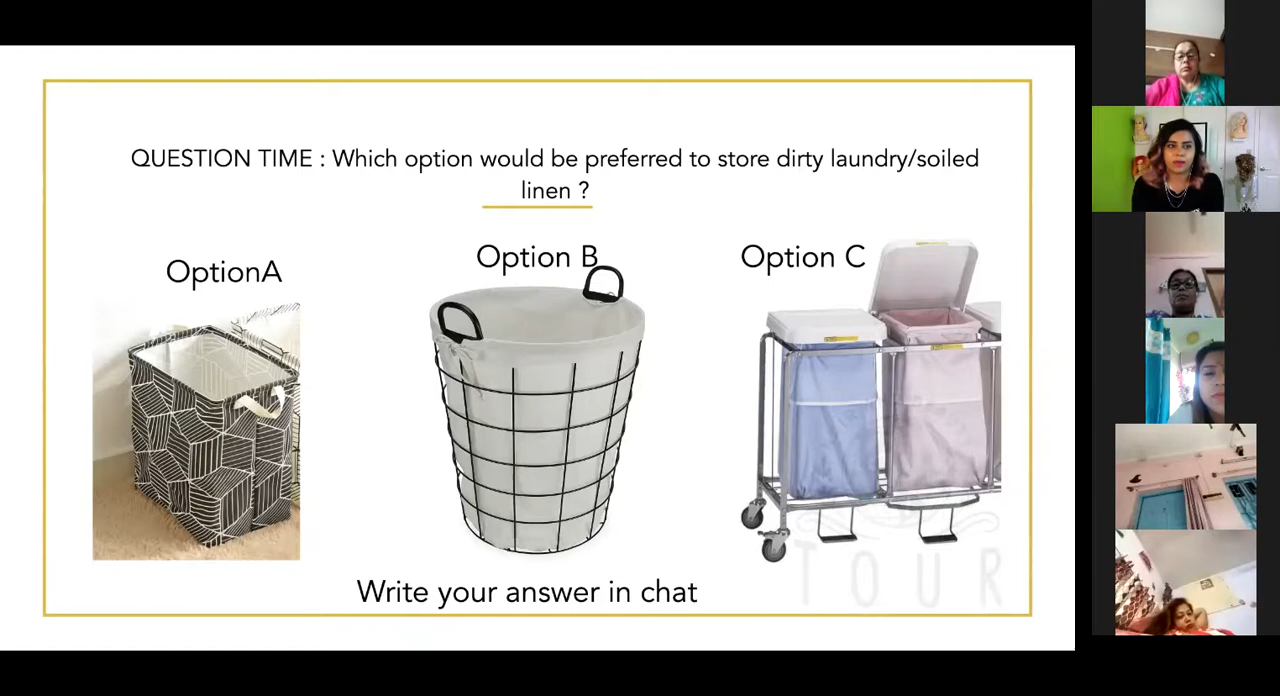 QUESTION TIME : Which option would be preferred to store dirty laundry/soiled
linen ?
OptionA
Option B
Option C
TOUR
Write your answer in chat